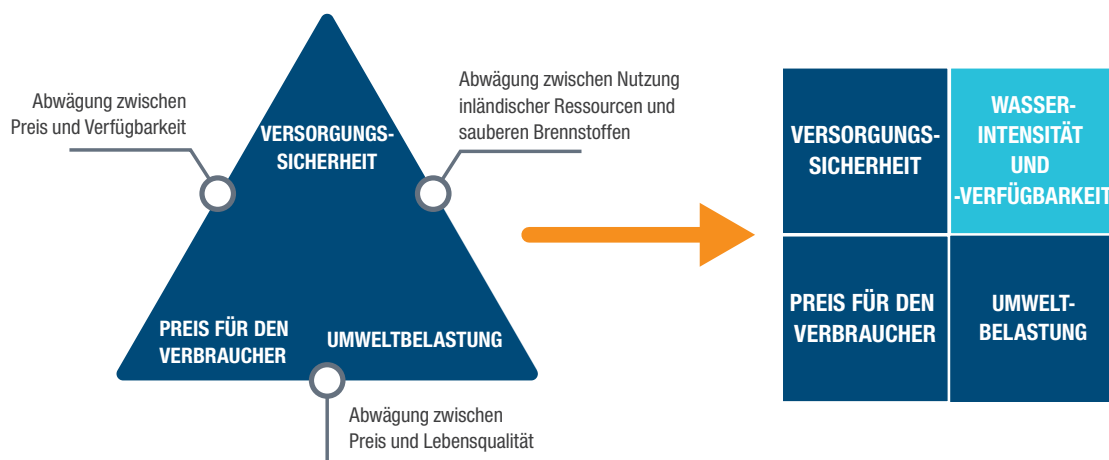 Abwägung zwischen
Preis und Verfügbarkeit
VERSORGUNGS-
SICHERHEIT
Abwägung zwischen Nutzung
inländischer Ressourcen und
sauberen Brennstoffen
PREIS FÜR DEN
VERBRAUCHER
UMWELTBELASTUNG
Abwägung zwischen
Preis und Lebensqualität
VERSORGUNGS-
SICHERHEIT
WASSER-
INTENSITÄT
UND
-VERFÜGBARKEIT
PREIS FÜR DEN
VERBRAUCHER
UMWELT-
BELASTUNG